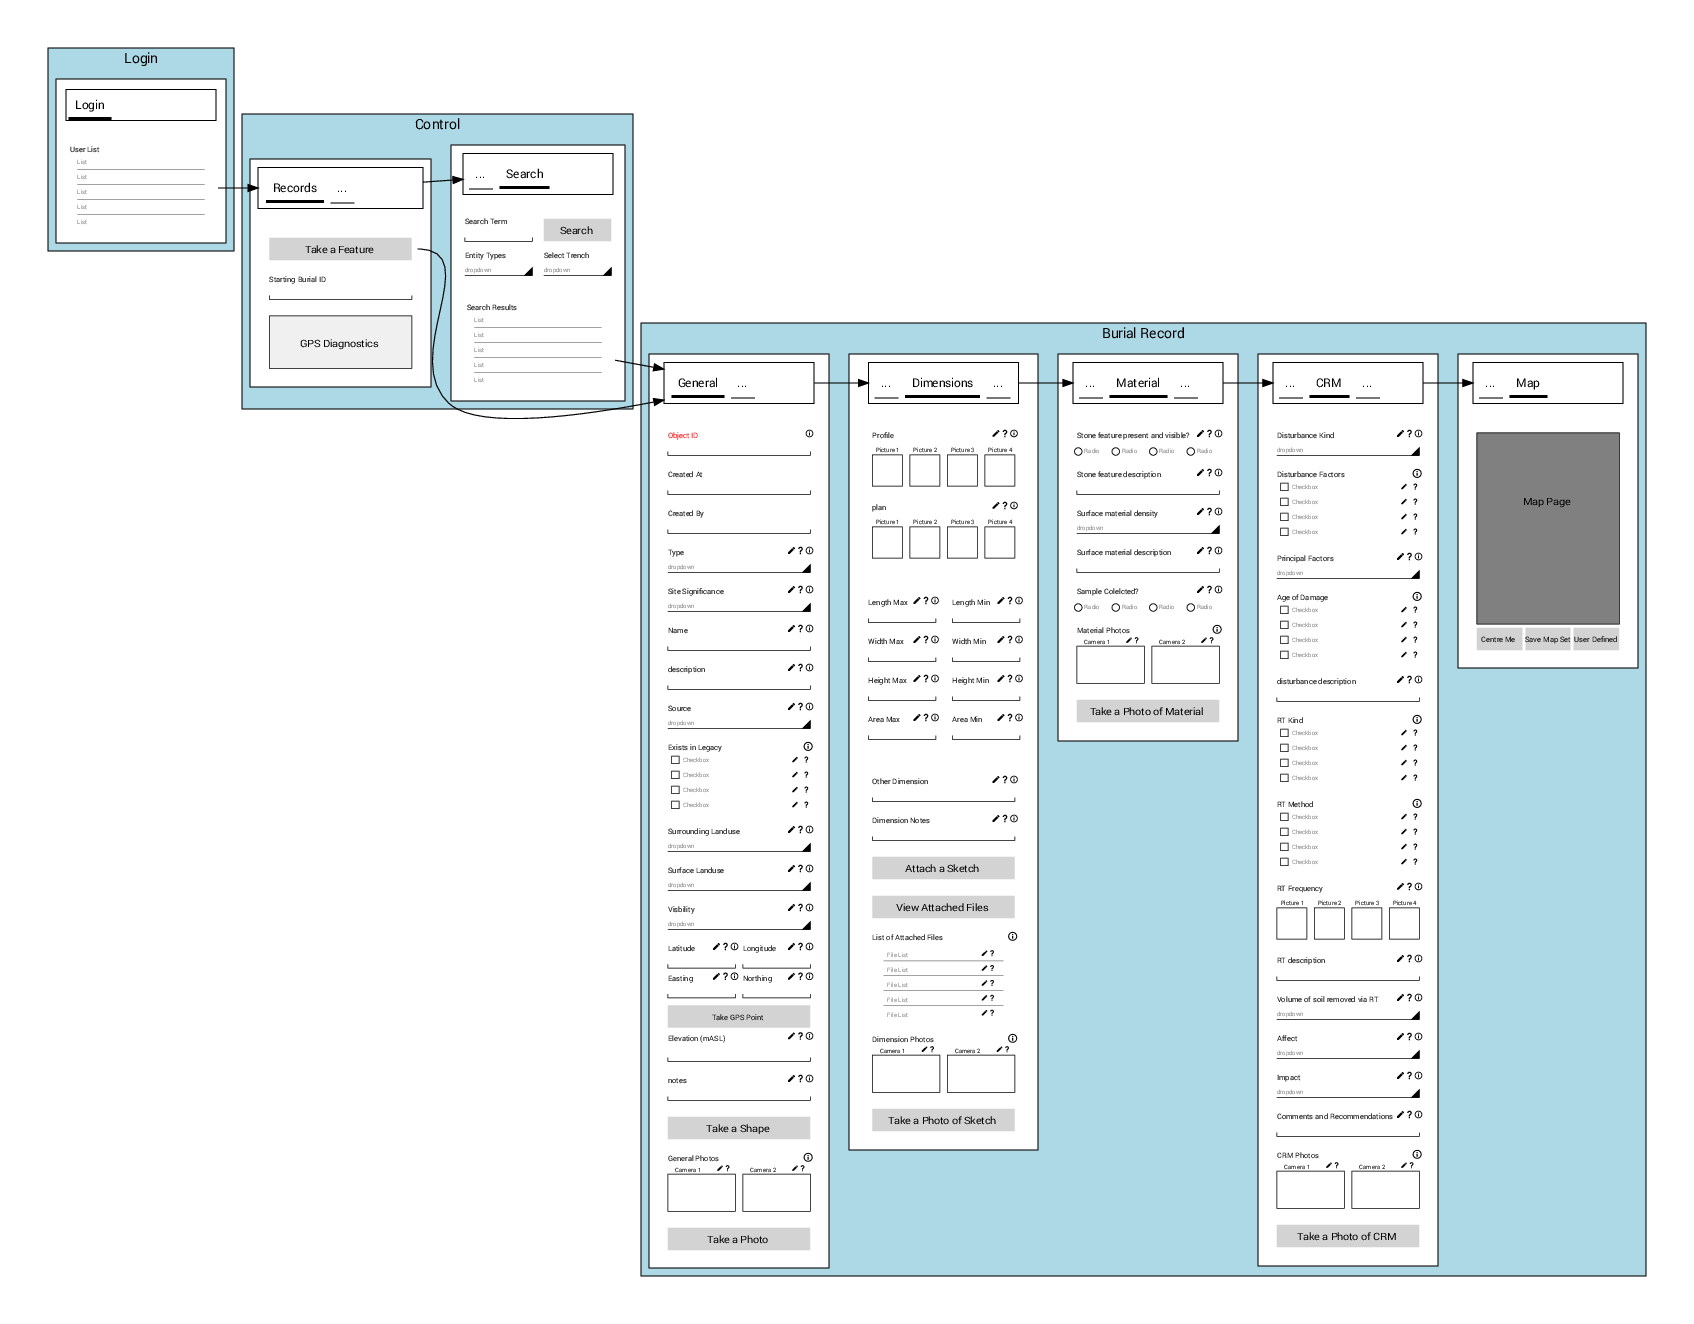 Login
Login
User List
List
List
List
List
List
Control
Records ...
Take a Feature
Starting Burial ID
GPS Diagnostics
... Search
Search Term
Search
Entity Types Select Trench
dropdown dropdown
Search Results
List
List
List
List
List
Burial Record
General ...
Object ID
Created At
Created By
Type
dropdown
Site Significance
dropdown
Name
description
Source
dropdown
Exists in Legacy
Checkbox
Checkbox
Checkbox
Checkbox
Surrounding Landuse
dropdown
Surface Landuse
dropdown
Visbility
dropdown
Latitude Longitude
Easting Northing
Take GPS Point
Elevation (mASL)
notes
Take a Shape
General Photos
Camera 1 Camera 2
Take a Photo
... Dimensions ...
Profile
Picture 1 Picture 2 Picture 3 Picture 4
plan
Picture 1 Picture 2 Picture 3 Picture 4
Length Max Length Min
Width Max Width Min
Height Max Height Min
Area Max Area Min
Other Dimension
Dimension Notes
Attach a Sketch
View Attached Files
List of Attached Files
File List
File List
File List
File List
File List
Dimension Photos
Camera 1 Camera 2
Take a Photo of Sketch
... Material ...
Stone feature present and visible?
Radio Radio Radio Radio
Stone feature description
Surface material density
dropdown
Surface material description
Sample Colelcted?
Radio Radio Radio Radio
Material Photos
Camera 1 Camera 2
Take a Photo of Material
... CRM ...
Disturbance Kind
dropdown
Disturbance Factors
Checkbox
Checkbox
Checkbox
Checkbox
Principal Factors
dropdown
Age of Damage
Checkbox
Checkbox
Checkbox
Checkbox
disturbance description
RT Kind
Checkbox
Checkbox
Checkbox
Checkbox
RT Method
Checkbox
Checkbox
Checkbox
Checkbox
RT Frequency
Picture 1 Picture 2 Picture 3 Picture 4
RT description
Volume of soil removed via RT
dropdown
Affect
dropdown
Impact
dropdown
Comments and Recommendations
CRM Photos
Camera 1 Camera 2
Take a Photo of CRM
... Map
Map Page
Centre Me Save Map Set User Defined